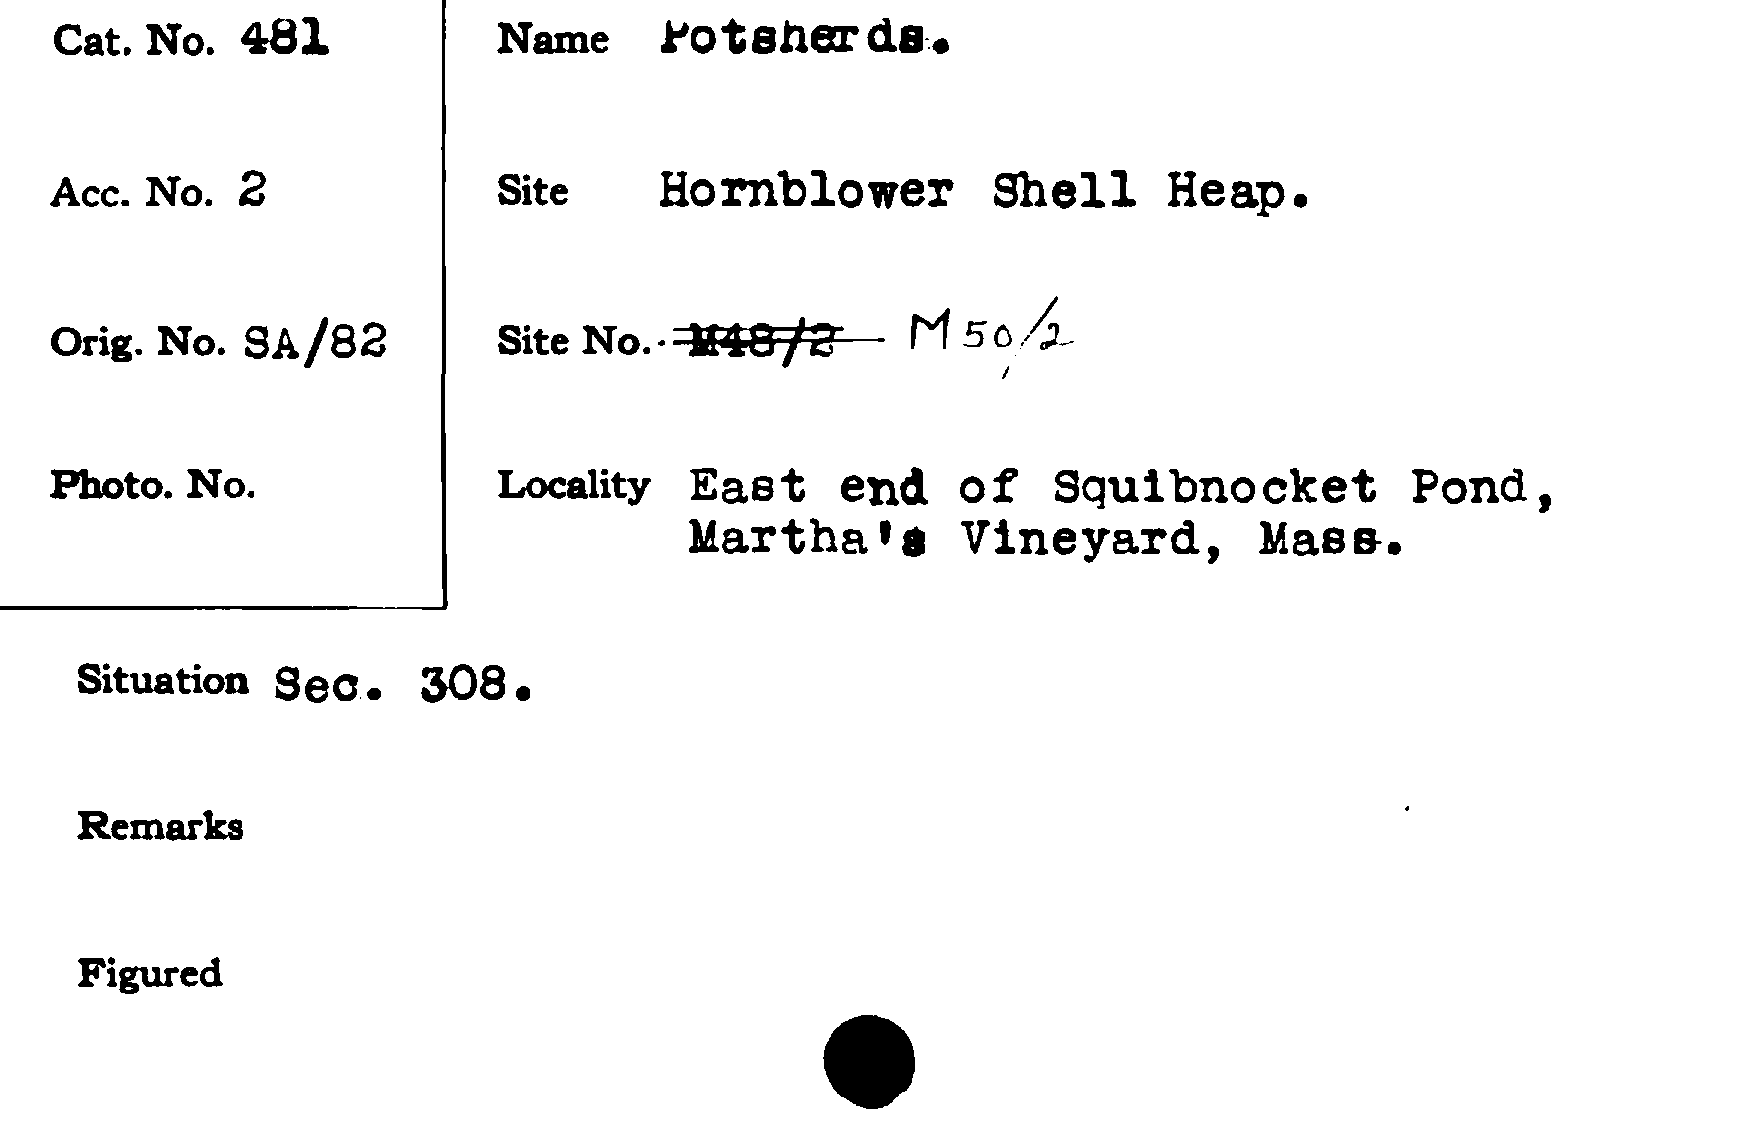 Cat. No. 481
Name Potsherds.
Acc. No. 2
Site Hornblower Shell Heap.
Orig. No. SA/82
Site No. M48/2 M50/2
Photo. No.
Locality East end of Squibnocket Pond,
Martha's Vineyard, Mass.
Situation Sec. 308.
Remarks
Figured